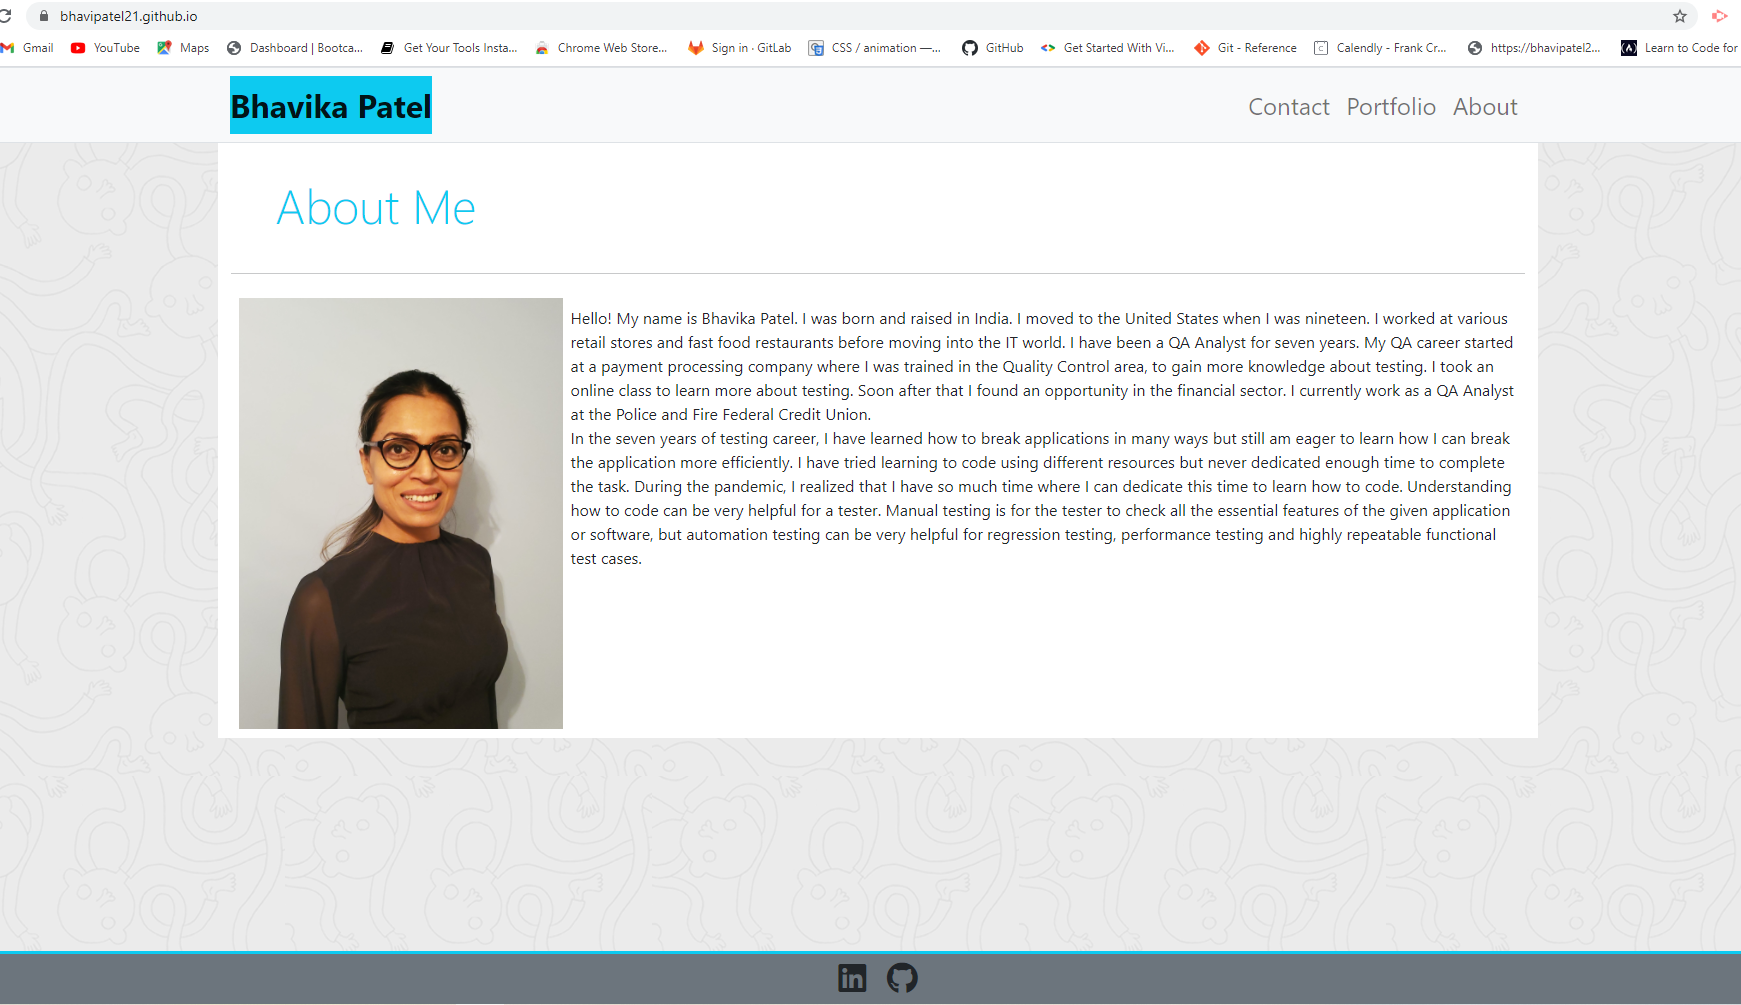 bhavipatel21.github.io
Gmail YouTube Maps Dashboard | Bootca... Get Your Tools Insta... Chrome Web Store... Sign in · GitLab CSS / animation —... GitHub Get Started With Vi... Git - Reference Calendly - Frank Cr... https://bhavipatel2... Learn to Code for
Bhavika Patel
Contact Portfolio About
About Me
Hello! My name is Bhavika Patel. I was born and raised in India. I moved to the United States when I was nineteen. I worked at various
retail stores and fast food restaurants before moving into the IT world. I have been a QA Analyst for seven years. My QA career started
at a payment processing company where I was trained in the Quality Control area, to gain more knowledge about testing. I took an
online class to learn more about testing. Soon after that I found an opportunity in the financial sector. I currently work as a QA Analyst
at the Police and Fire Federal Credit Union.
In the seven years of testing career, I have learned how to break applications in many ways but still am eager to learn how I can break
the application more efficiently. I have tried learning to code using different resources but never dedicated enough time to complete
the task. During the pandemic, I realized that I have so much time where I can dedicate this time to learn how to code. Understanding
how to code can be very helpful for a tester. Manual testing is for the tester to check all the essential features of the given application
or software, but automation testing can be very helpful for regression testing, performance testing and highly repeatable functional
test cases.
in